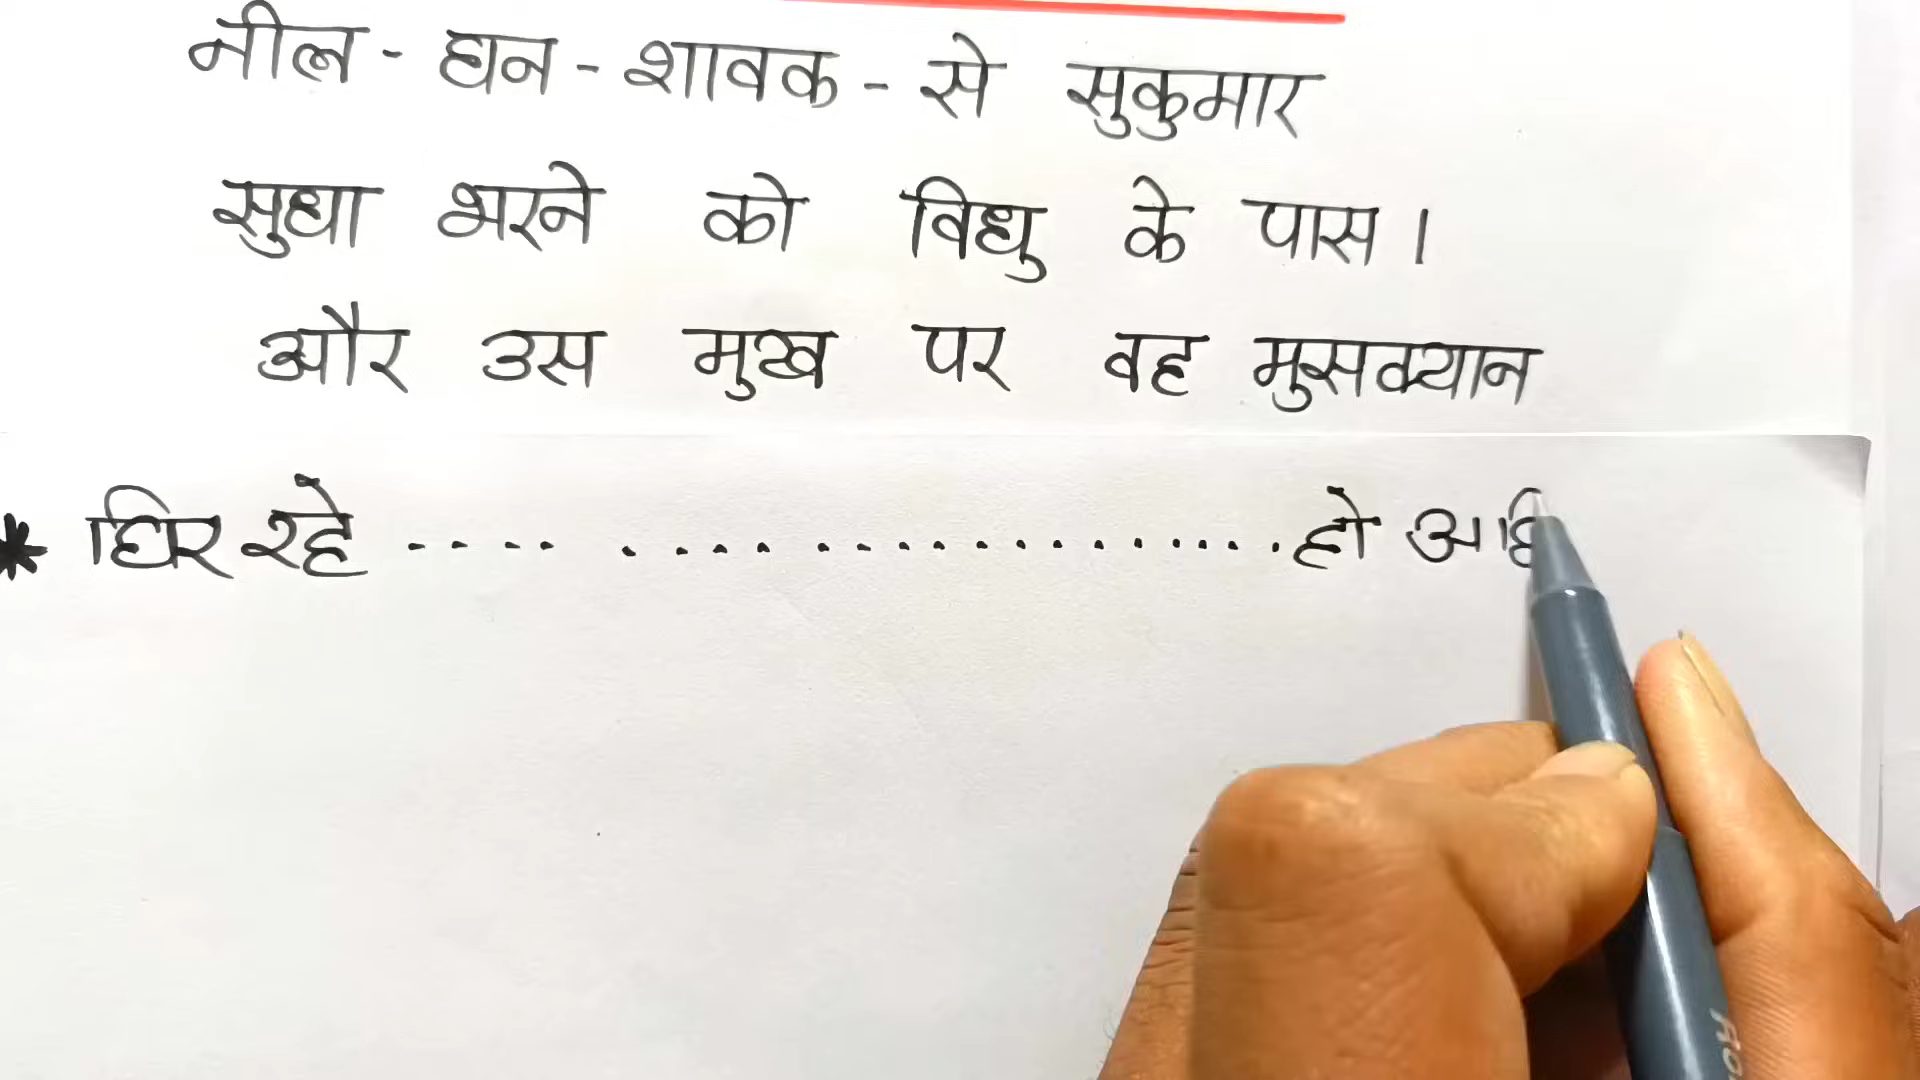 नील - घन - शावक - से सुकुमार
सुधा भरने को विधु के पास ।
और उस मुख पर वह मुसक्यान
* घिर रहे .... .................. हो